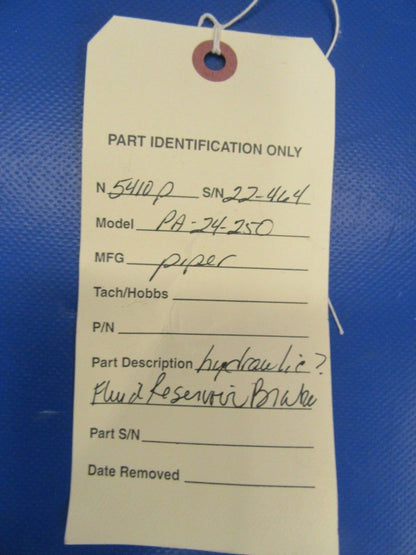 PART IDENTIFICATION ONLY
N 5410P S/N 22-464
Model PA-24-250
MFG piper
Tach/Hobbs
P/N
Part Description hydraulic?
Fluid Reservoir Brake
Part S/N
Date Removed